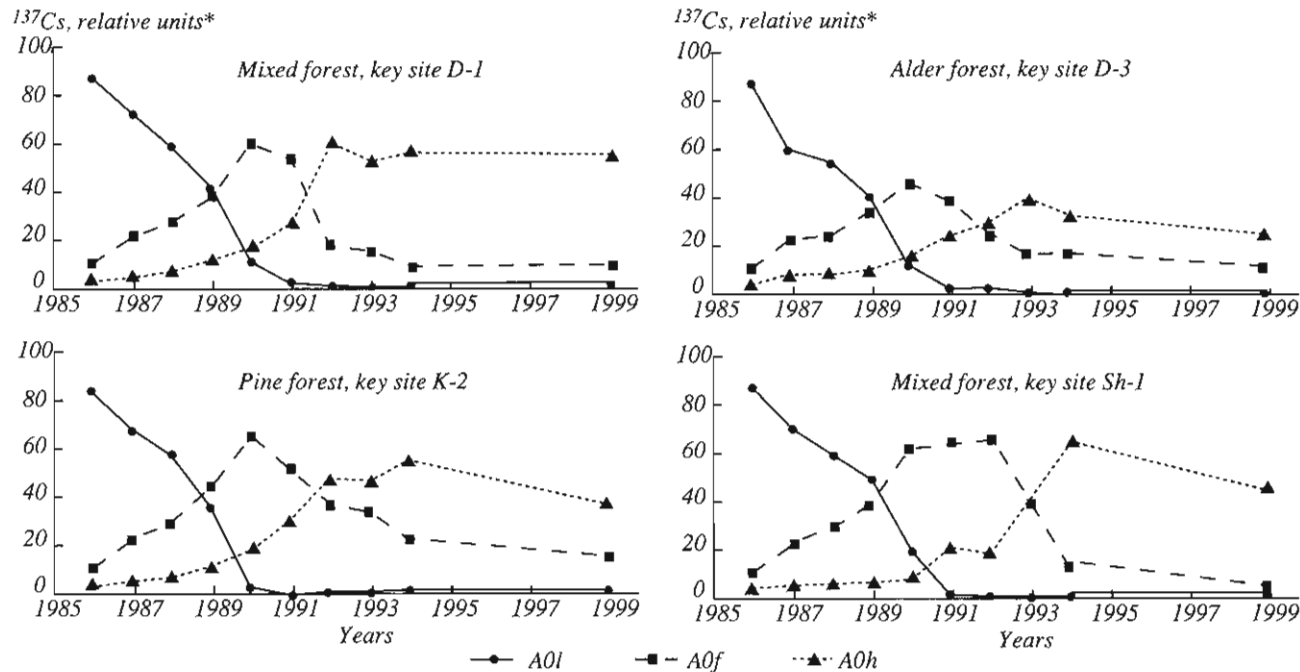 ¹³⁷Cs, relative units*
100
80
60
40
20
0
Mixed forest, key site D-1
1985 1987 1989 1991 1993 1995 1997 1999
¹³⁷Cs, relative units*
100
80
60
40
20
0
Alder forest, key site D-3
1985 1987 1989 1991 1993 1995 1997 1999
100
80
60
40
20
0
Pine forest, key site K-2
1985 1987 1989 1991 1993 1995 1997 1999
Years
100
80
60
40
20
0
Mixed forest, key site Sh-1
1985 1987 1989 1991 1993 1995 1997 1999
Years
A0l A0f A0h